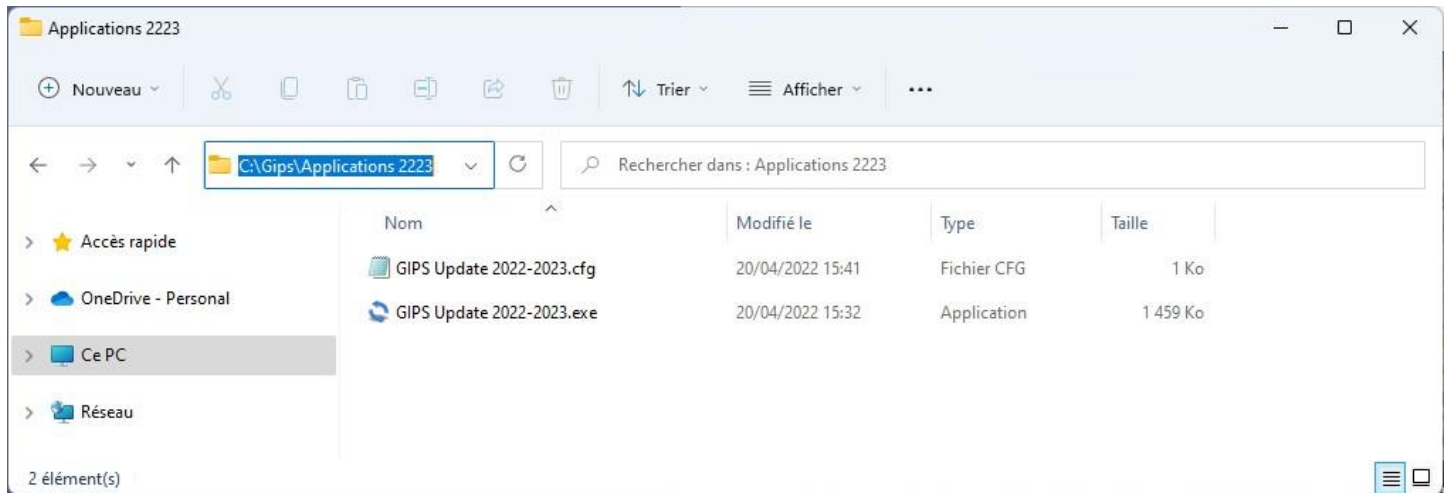 Applications 2223
Nouveau Trier Afficher
C:\Gips\Applications 2223 Rechercher dans : Applications 2223
Nom Modifié le Type Taille
Accès rapide
GIPS Update 2022-2023.cfg 20/04/2022 15:41 Fichier CFG 1 Ko
OneDrive - Personal
GIPS Update 2022-2023.exe 20/04/2022 15:32 Application 1 459 Ko
Ce PC
Réseau
2 élément(s)